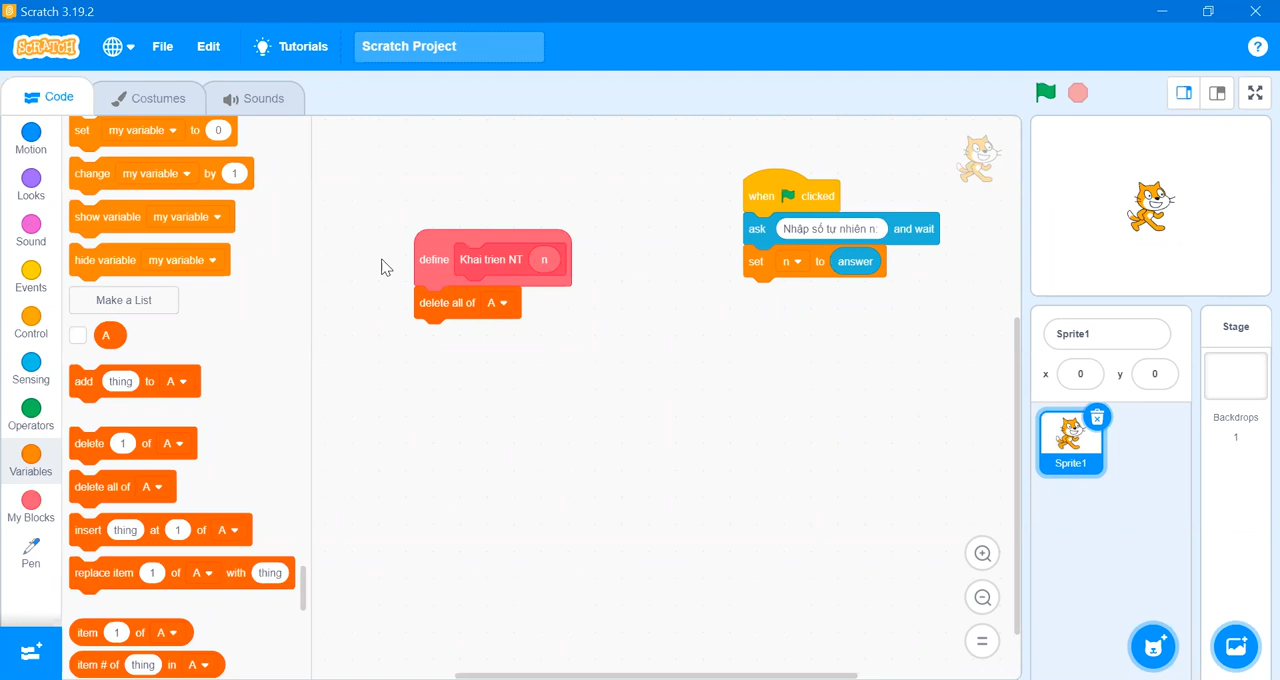 Scratch 3.19.2
SCRATCH
File
Edit
Tutorials
Scratch Project
?
Code
Costumes
Sounds
Motion
Looks
Sound
Events
Control
Sensing
Operators
Variables
My Blocks
Pen
set my variable to 0
change my variable by 1
show variable my variable
hide variable my variable
Make a List
A
add thing to A
delete 1 of A
delete all of A
insert thing at 1 of A
replace item 1 of A with thing
item 1 of A
item # of thing in A
define Khai trien NT n
delete all of A
when clicked
ask Nhập số tự nhiên n: and wait
set n to answer
Sprite1
x 0 y 0
Sprite1
Stage
Backdrops
1